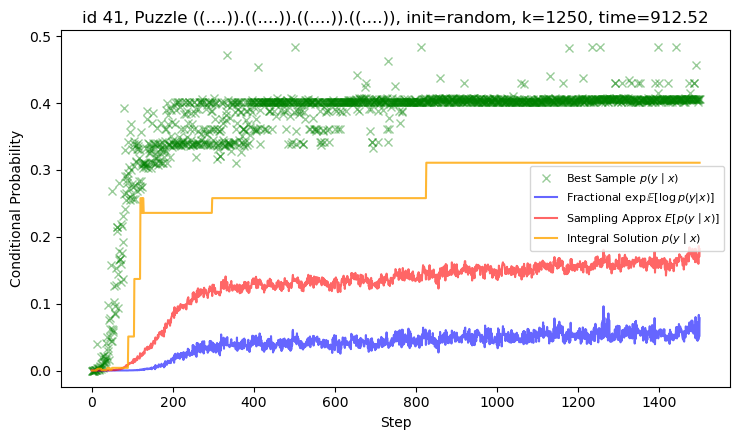 id 41, Puzzle ((....)).((....)).((....)).((....)), init=random, k=1250, time=912.52
Conditional Probability
0.5
0.4
0.3
0.2
0.1
0.0
Best Sample p(y | x)
Fractional exp 𝔼[log p(y|x)]
Sampling Approx E[p(y | x)]
Integral Solution p(y | x)
0 200 400 600 800 1000 1200 1400
Step